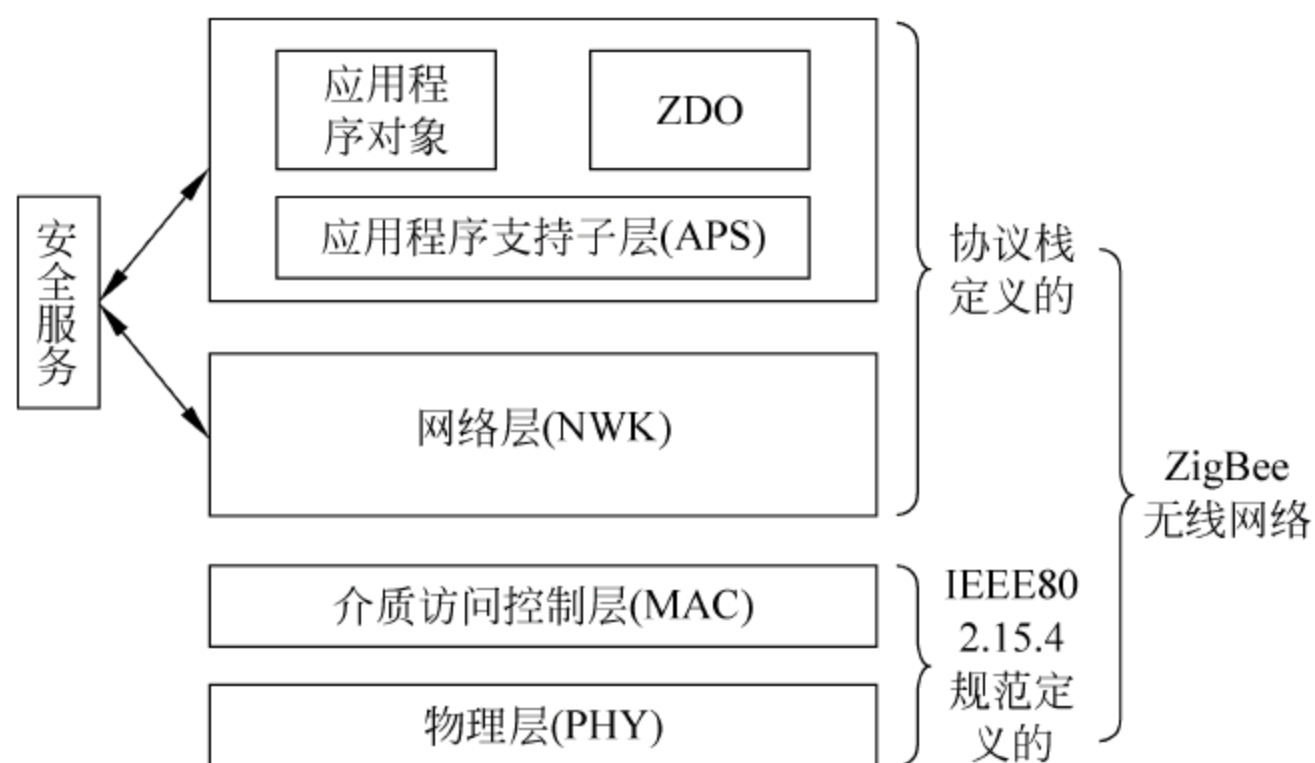 应用程
序对象
ZDO
应用程序支持子层(APS)
安
全
服
务
协议栈
定义的
网络层(NWK)
ZigBee
无线网络
介质访问控制层(MAC)
IEEE80
2.15.4
规范定
义的
物理层(PHY)